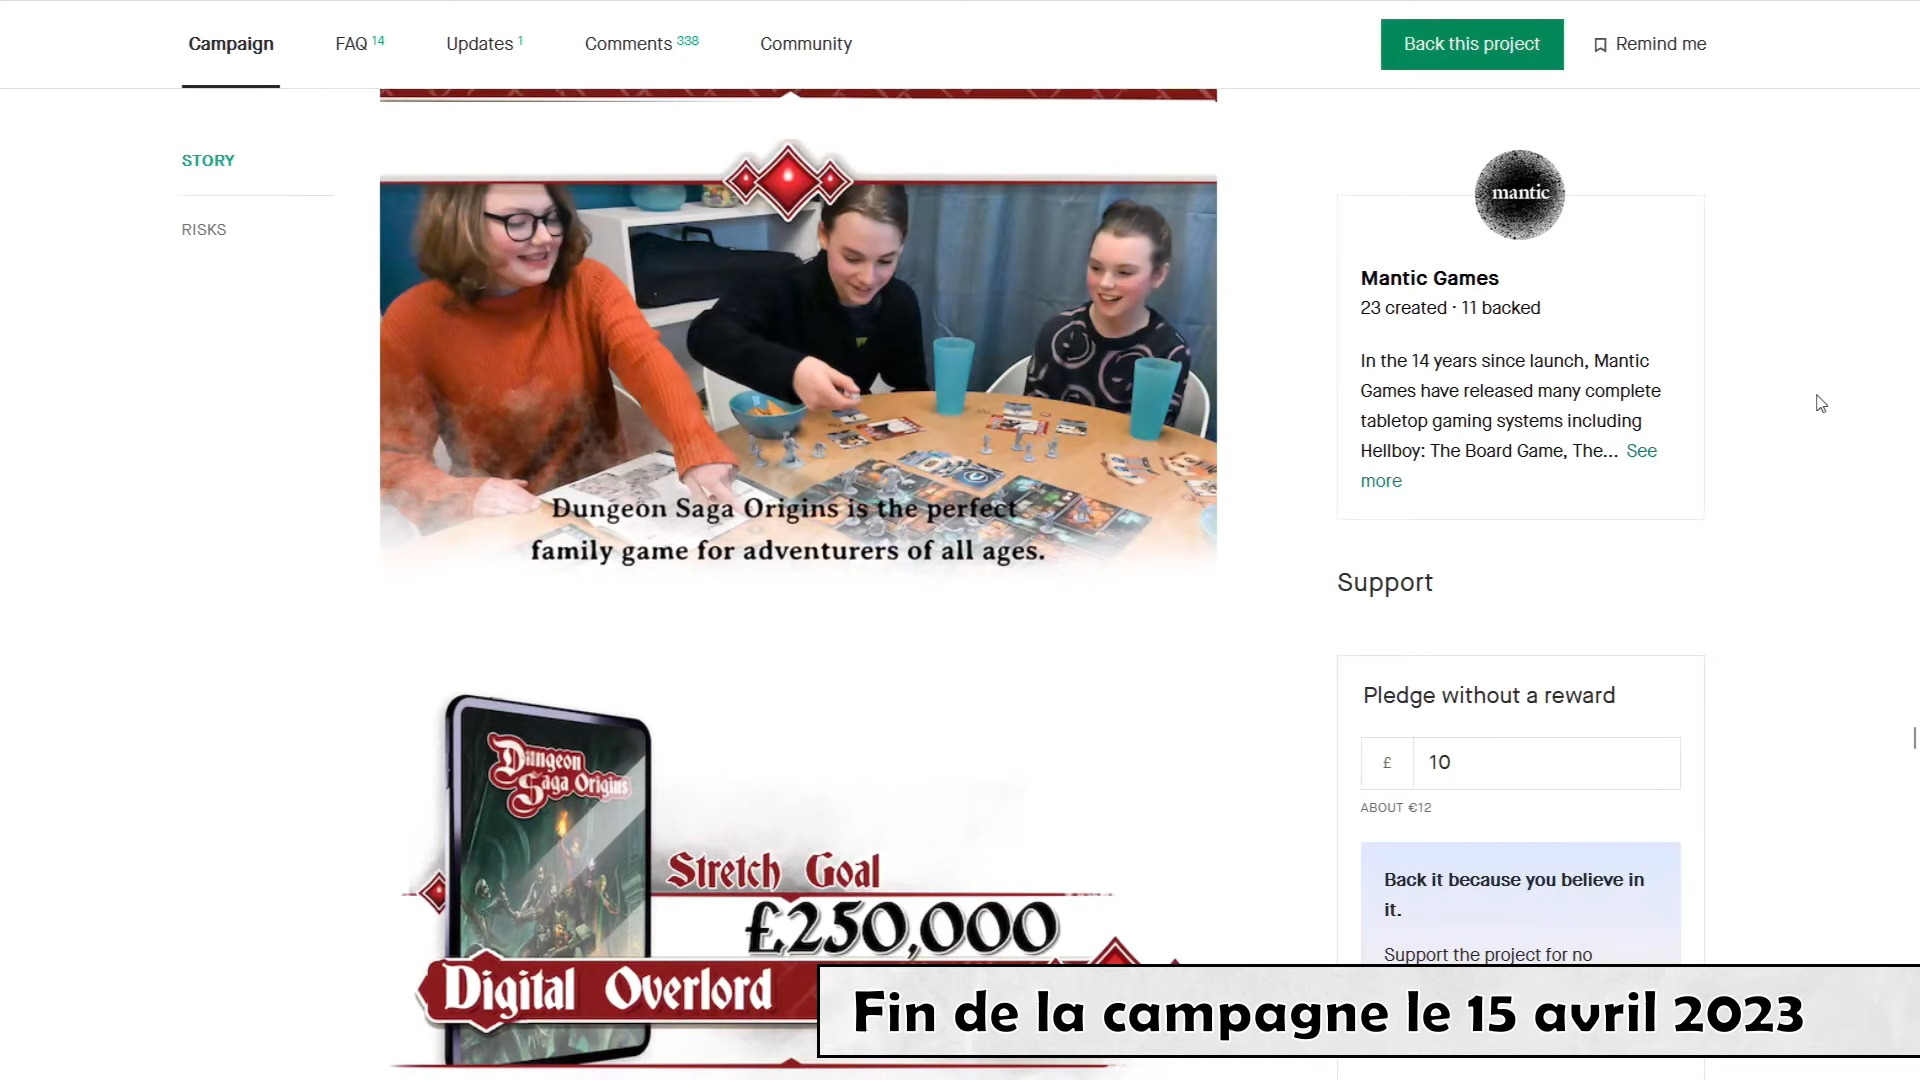 Campaign
FAQ 14
Updates 1
Comments 338
Community
Back this project
Remind me
STORY
RISKS
mantic
Mantic Games
23 created · 11 backed
In the 14 years since launch, Mantic
Games have released many complete
tabletop gaming systems including
Hellboy: The Board Game, The... See
more
Dungeon Saga Origins is the perfect
family game for adventurers of all ages.
Support
Pledge without a reward
£ 10
ABOUT €12
Back it because you believe in
it.
Support the project for no
Dungeon
Saga Origins
Stretch Goal
£250,000
Digital Overlord
Fin de la campagne le 15 avril 2023